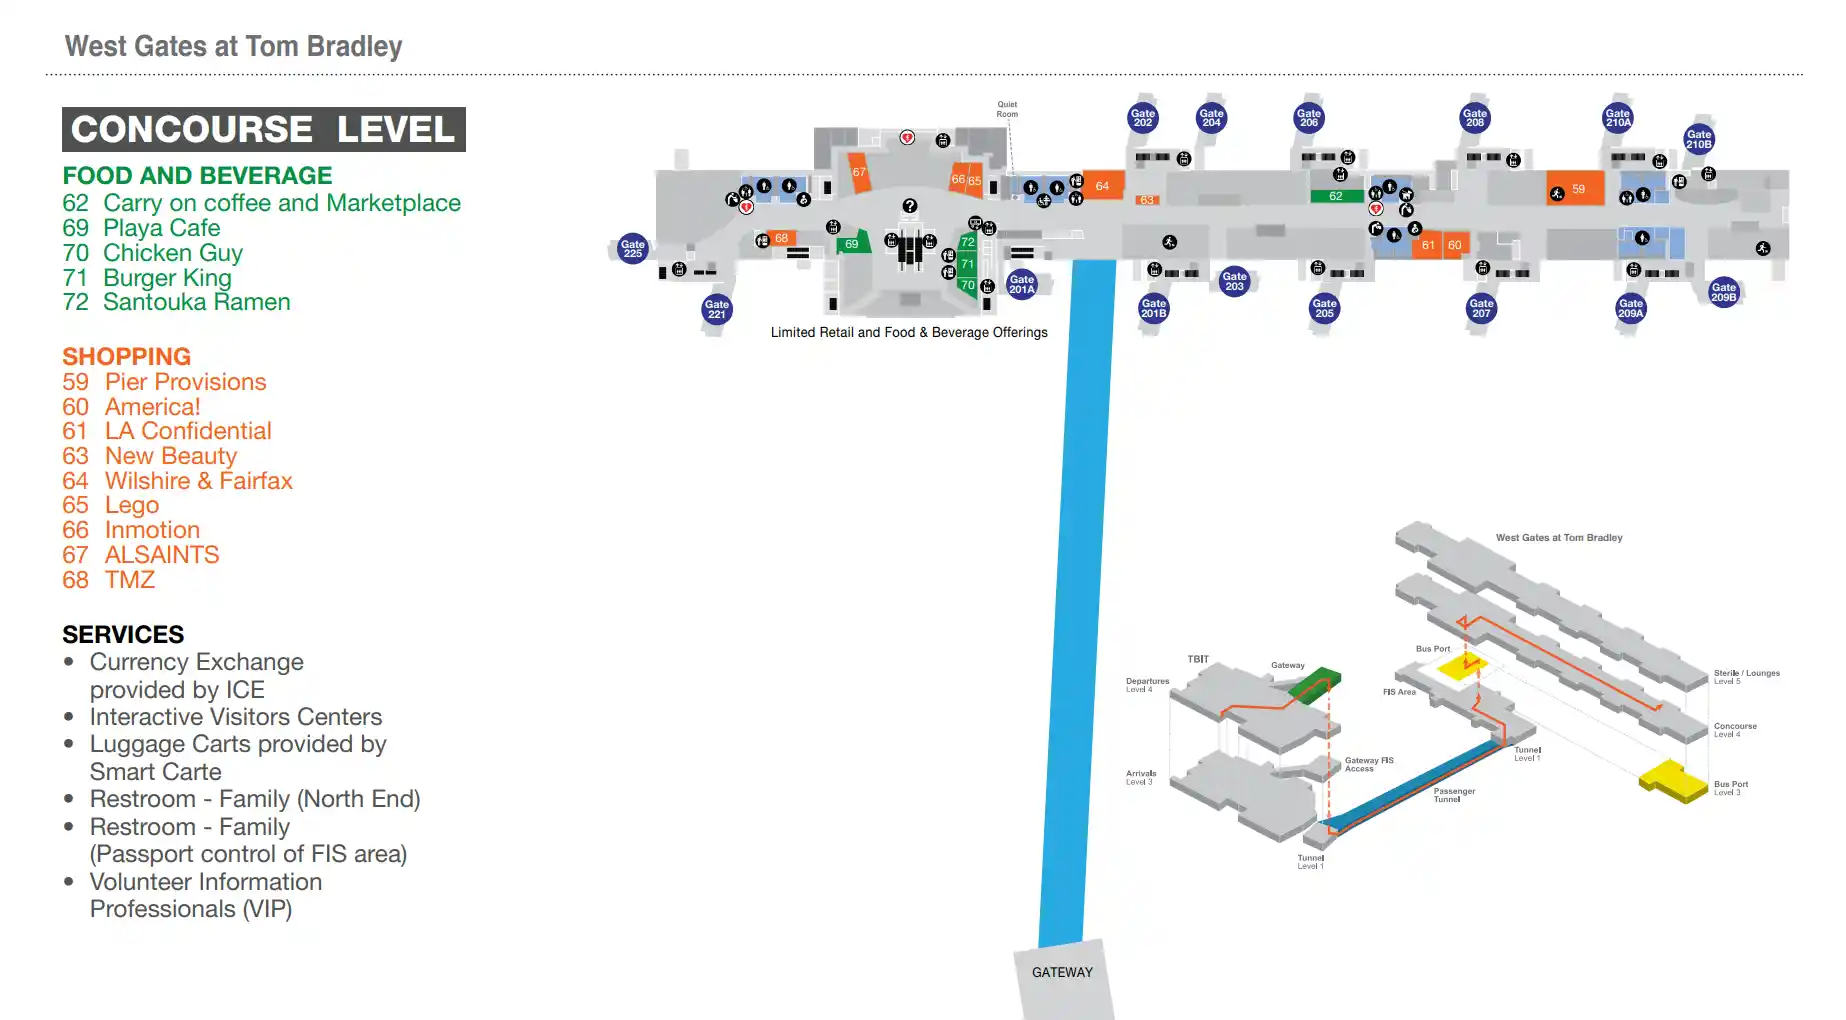 West Gates at Tom Bradley
CONCOURSE LEVEL
FOOD AND BEVERAGE
62 Carry on coffee and Marketplace
69 Playa Cafe
70 Chicken Guy
71 Burger King
72 Santouka Ramen
SHOPPING
59 Pier Provisions
60 America!
61 LA Confidential
63 New Beauty
64 Wilshire & Fairfax
65 Lego
66 Inmotion
67 ALSAINTS
68 TMZ
SERVICES
• Currency Exchange
provided by ICE
• Interactive Visitors Centers
• Luggage Carts provided by
Smart Carte
• Restroom - Family (North End)
• Restroom - Family
(Passport control of FIS area)
• Volunteer Information
Professionals (VIP)
Quiet
Room
Gate
202
Gate
204
Gate
206
Gate
208
Gate
210A
Gate
210B
67
66
65
64
63
62
59
?
68
69
72
71
70
61
60
Gate
225
Gate
221
Gate
201A
Gate
201B
Gate
203
Gate
205
Gate
207
Gate
209A
Gate
209B
Limited Retail and Food & Beverage Offerings
GATEWAY
West Gates at Tom Bradley
Bus Port
TBIT
Gateway
Departures
Level 4
FIS Area
Sterile / Lounges
Level 5
Concourse
Level 4
Tunnel
Level 1
Gateway FIS
Access
Arrivals
Level 3
Bus Port
Level 3
Passenger
Tunnel
Tunnel
Level 1